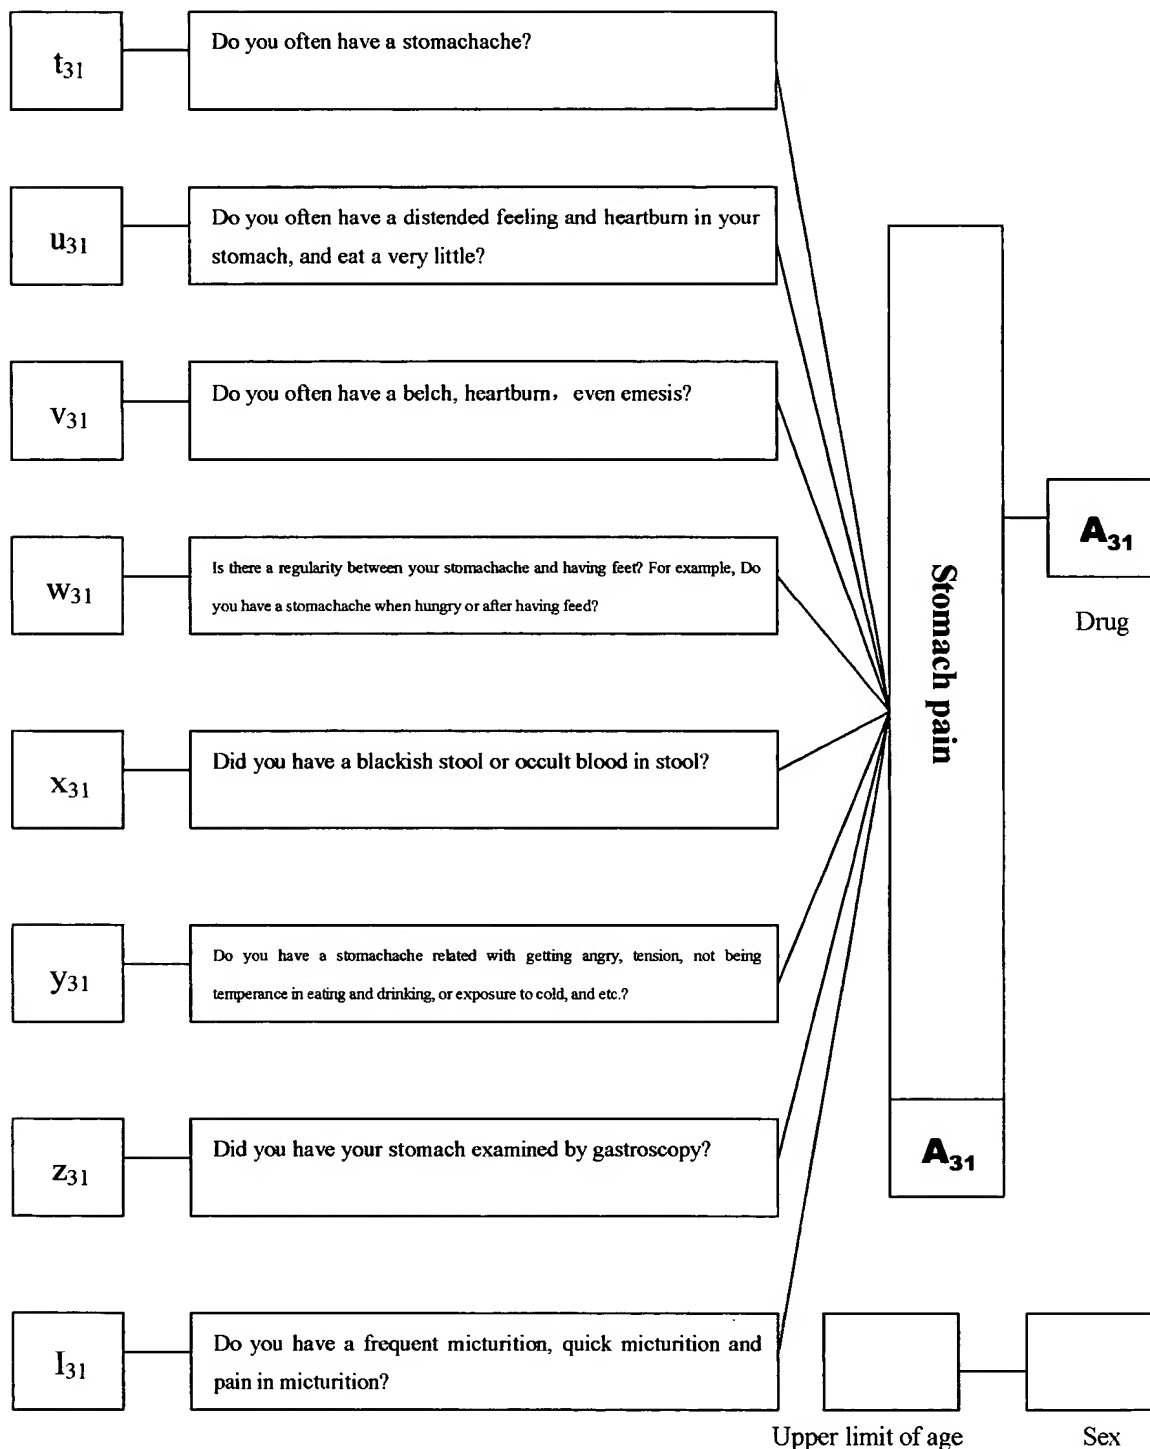 t31
Do you often have a stomachache?
u31
Do you often have a distended feeling and heartburn in your
stomach, and eat a very little?
v31
Do you often have a belch, heartburn, even emesis?
w31
Is there a regularity between your stomachache and having feet? For example, Do
you have a stomachache when hungry or after having feed?
x31
Did you have a blackish stool or occult blood in stool?
y31
Do you have a stomachache related with getting angry, tension, not being
temperance in eating and drinking, or exposure to cold, and etc.?
z31
Did you have your stomach examined by gastroscopy?
I31
Do you have a frequent micturition, quick micturition and
pain in micturition?
Stomach pain
A31
A31
Drug
Upper limit of age
Sex